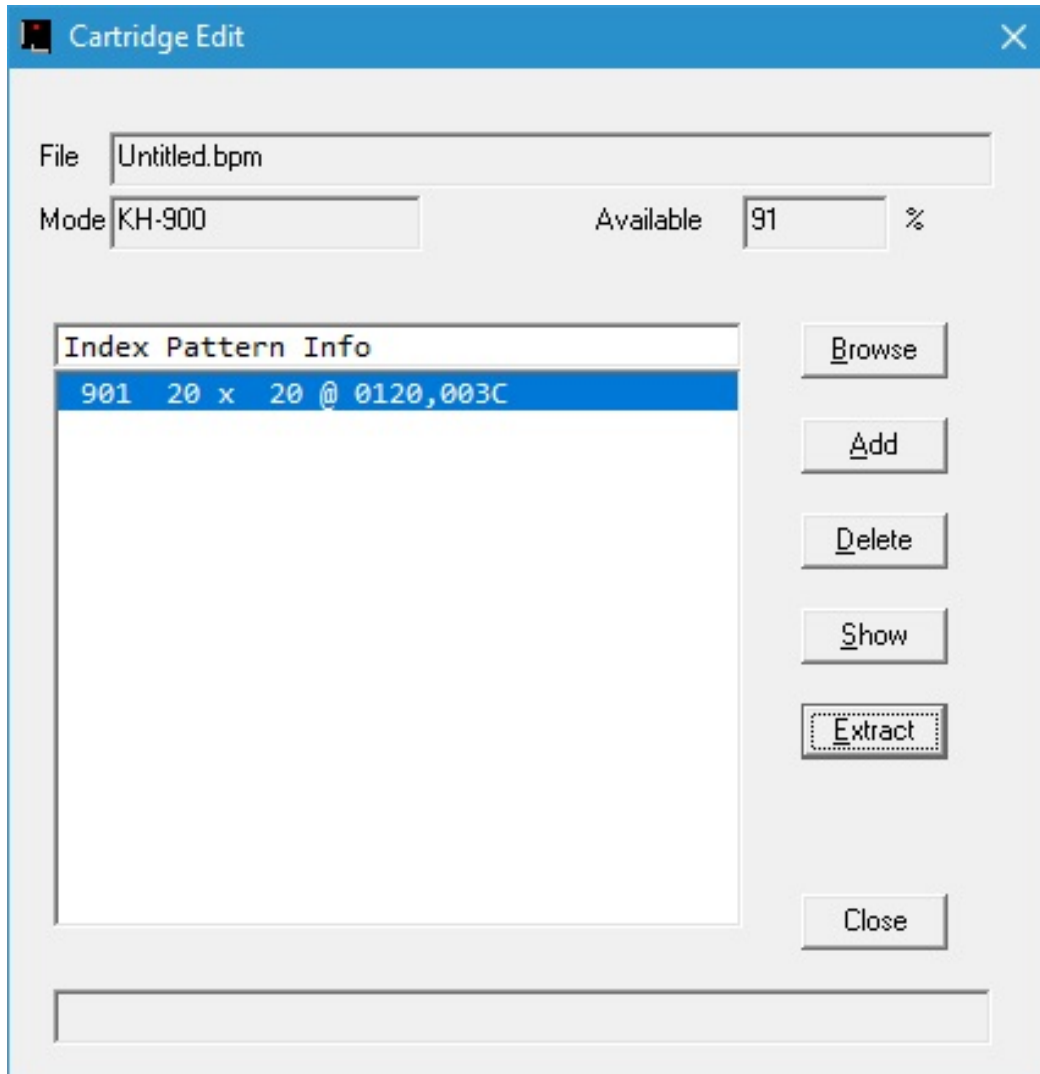 Cartridge Edit
File Untitled.bpm
Mode KH-900 Available 91 %
Index Pattern Info
901 20 x 20 @ 0120,003C
Browse
Add
Delete
Show
Extract
Close